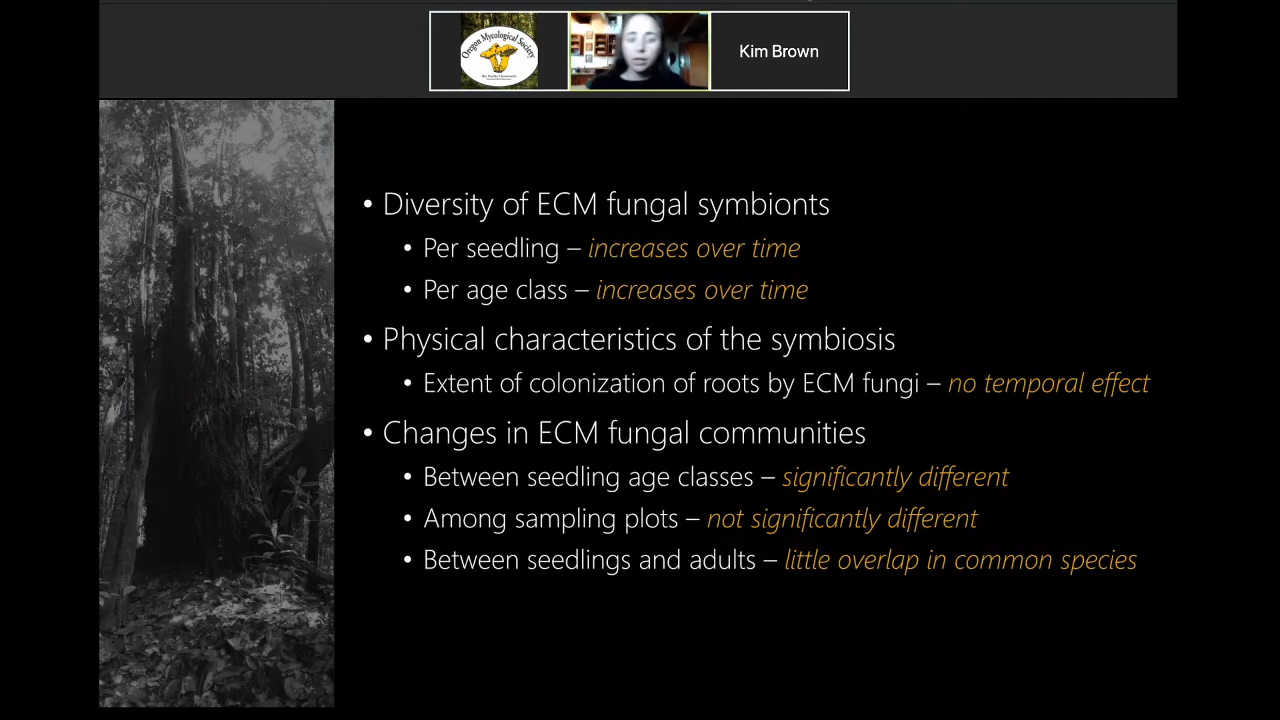 Oregon Mycological Society
Kim Brown
• Diversity of ECM fungal symbionts
• Per seedling – increases over time
• Per age class – increases over time
• Physical characteristics of the symbiosis
• Extent of colonization of roots by ECM fungi – no temporal effect
• Changes in ECM fungal communities
• Between seedling age classes – significantly different
• Among sampling plots – not significantly different
• Between seedlings and adults – little overlap in common species